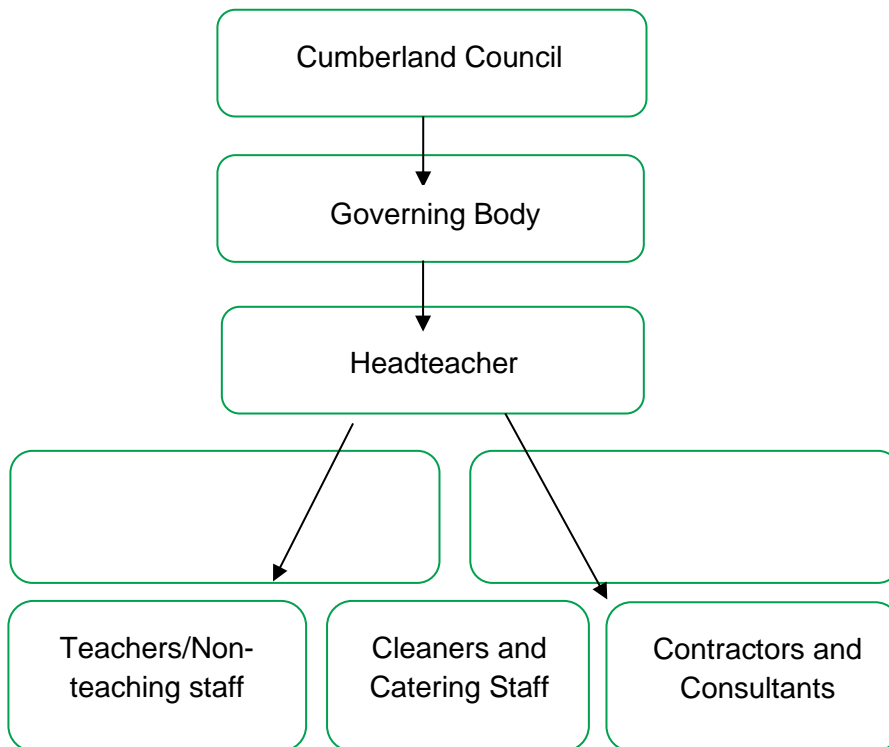 Cumberland Council
Governing Body
Headteacher
Teachers/Non-
teaching staff
Cleaners and
Catering Staff
Contractors and
Consultants